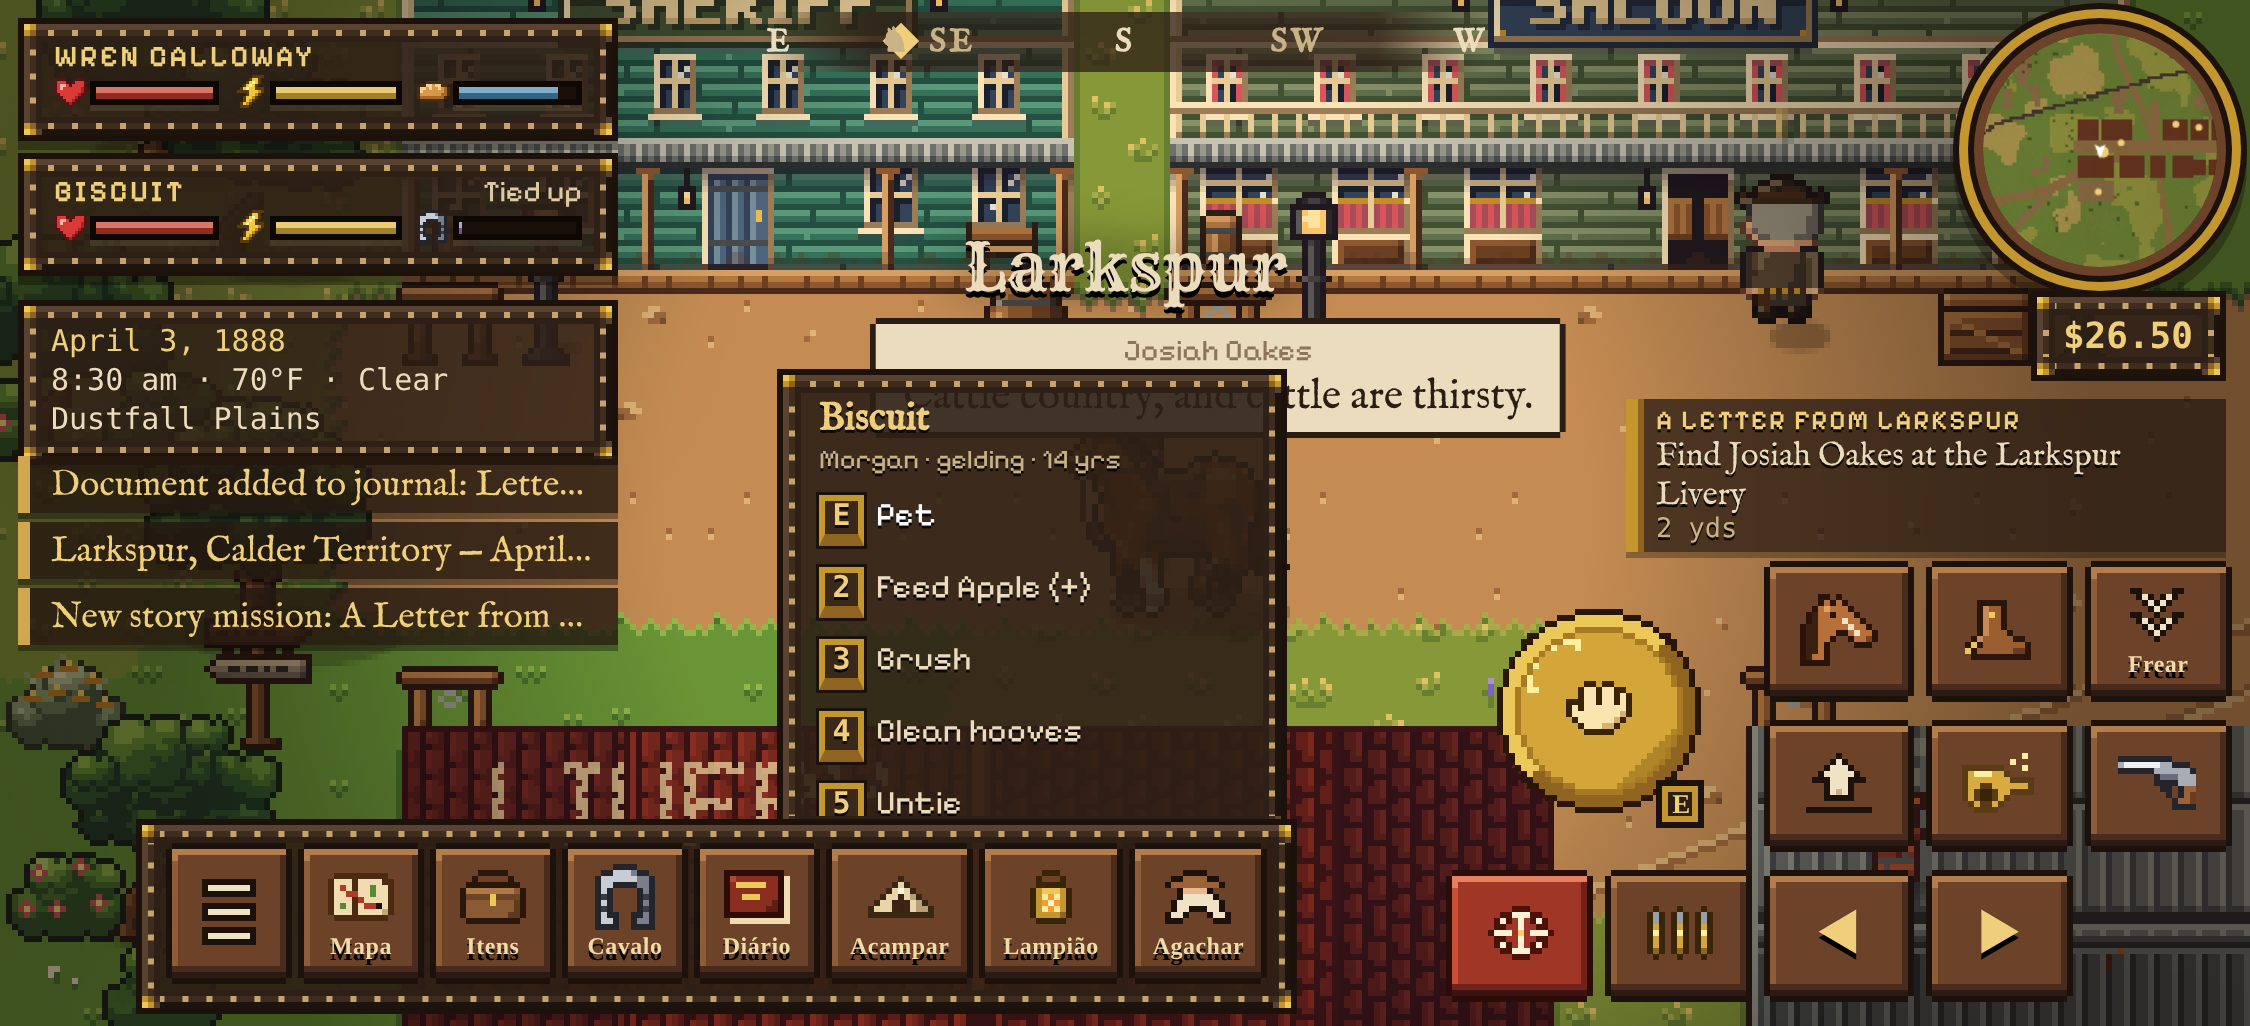 SHERIFF
SALOON
E
SE
S
SW
W
WREN CALLOWAY
BISCUIT
Tied up
Larkspur
April 3, 1888
8:30 am · 70°F · Clear
Dustfall Plains
$26.50
Josiah Oakes
Cattle country, and cattle are thirsty.
Document added to journal: Lette...
Larkspur, Calder Territory – April...
New story mission: A Letter from ...
A LETTER FROM LARKSPUR
Find Josiah Oakes at the Larkspur
Livery
2 yds
Biscuit
Morgan · gelding · 14 yrs
E Pet
2 Feed Apple (+)
3 Brush
4 Clean hooves
5 Untie
Frear
E
Mapa
Itens
Cavalo
Diário
Acampar
Lampião
Agachar